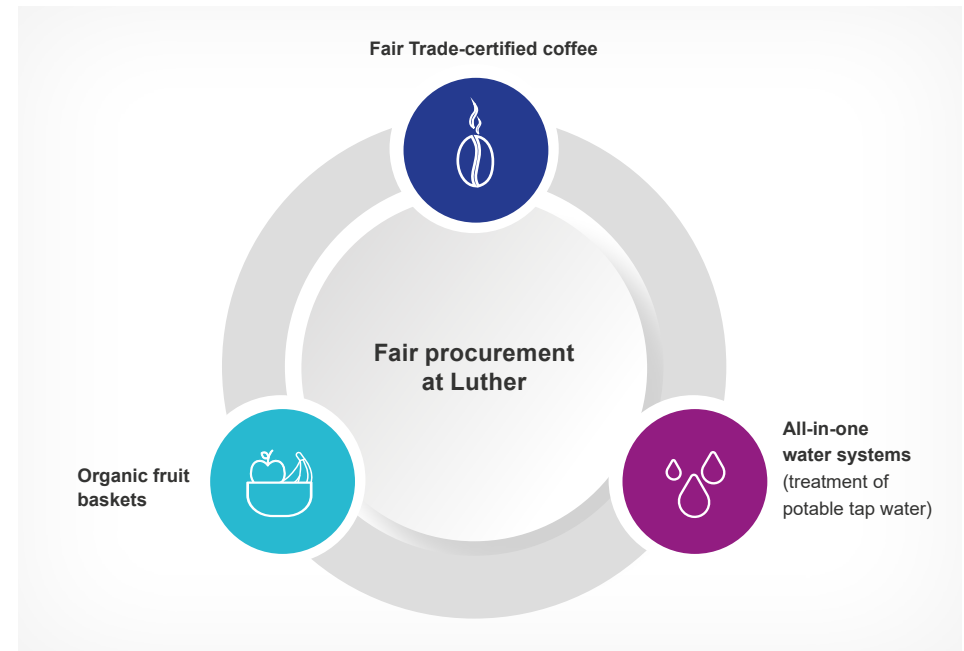 Fair Trade-certified coffee
Fair procurement
at Luther
All-in-one
water systems
(treatment of
potable tap water)
Organic fruit
baskets